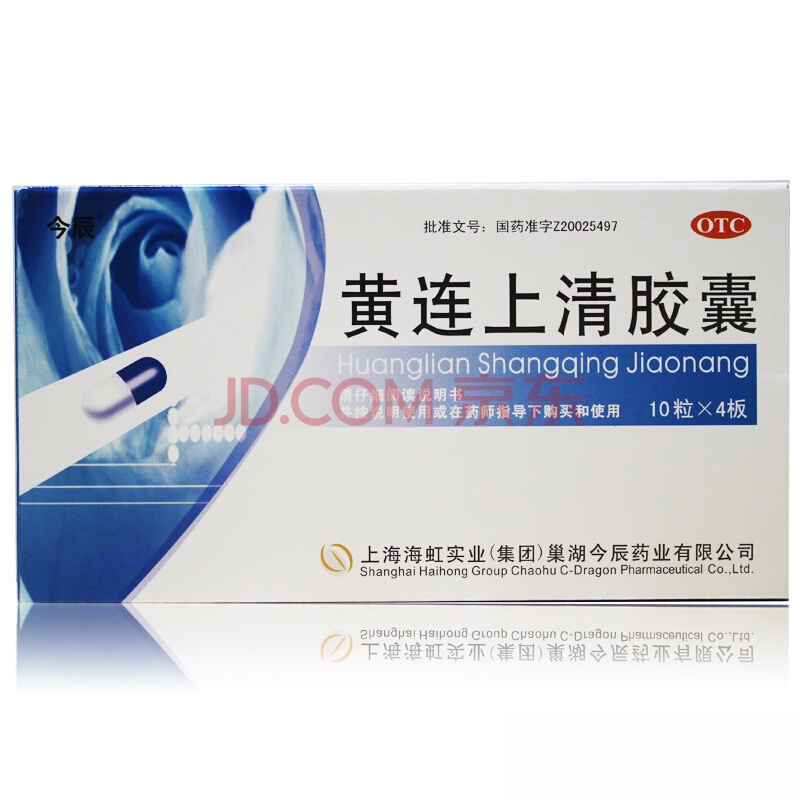 今辰
批准文号：国药准字Z20025497
OTC
黄连上清胶囊
Huanglian Shangqing Jiaonang
请仔细阅读说明书
并按说明使用或在药师指导下购买和使用
10粒×4板
JD.COM 京东
上海海虹实业(集团)巢湖今辰药业有限公司
Shanghai Haihong Group Chaohu C-Dragon Pharmaceutical Co.,Ltd.